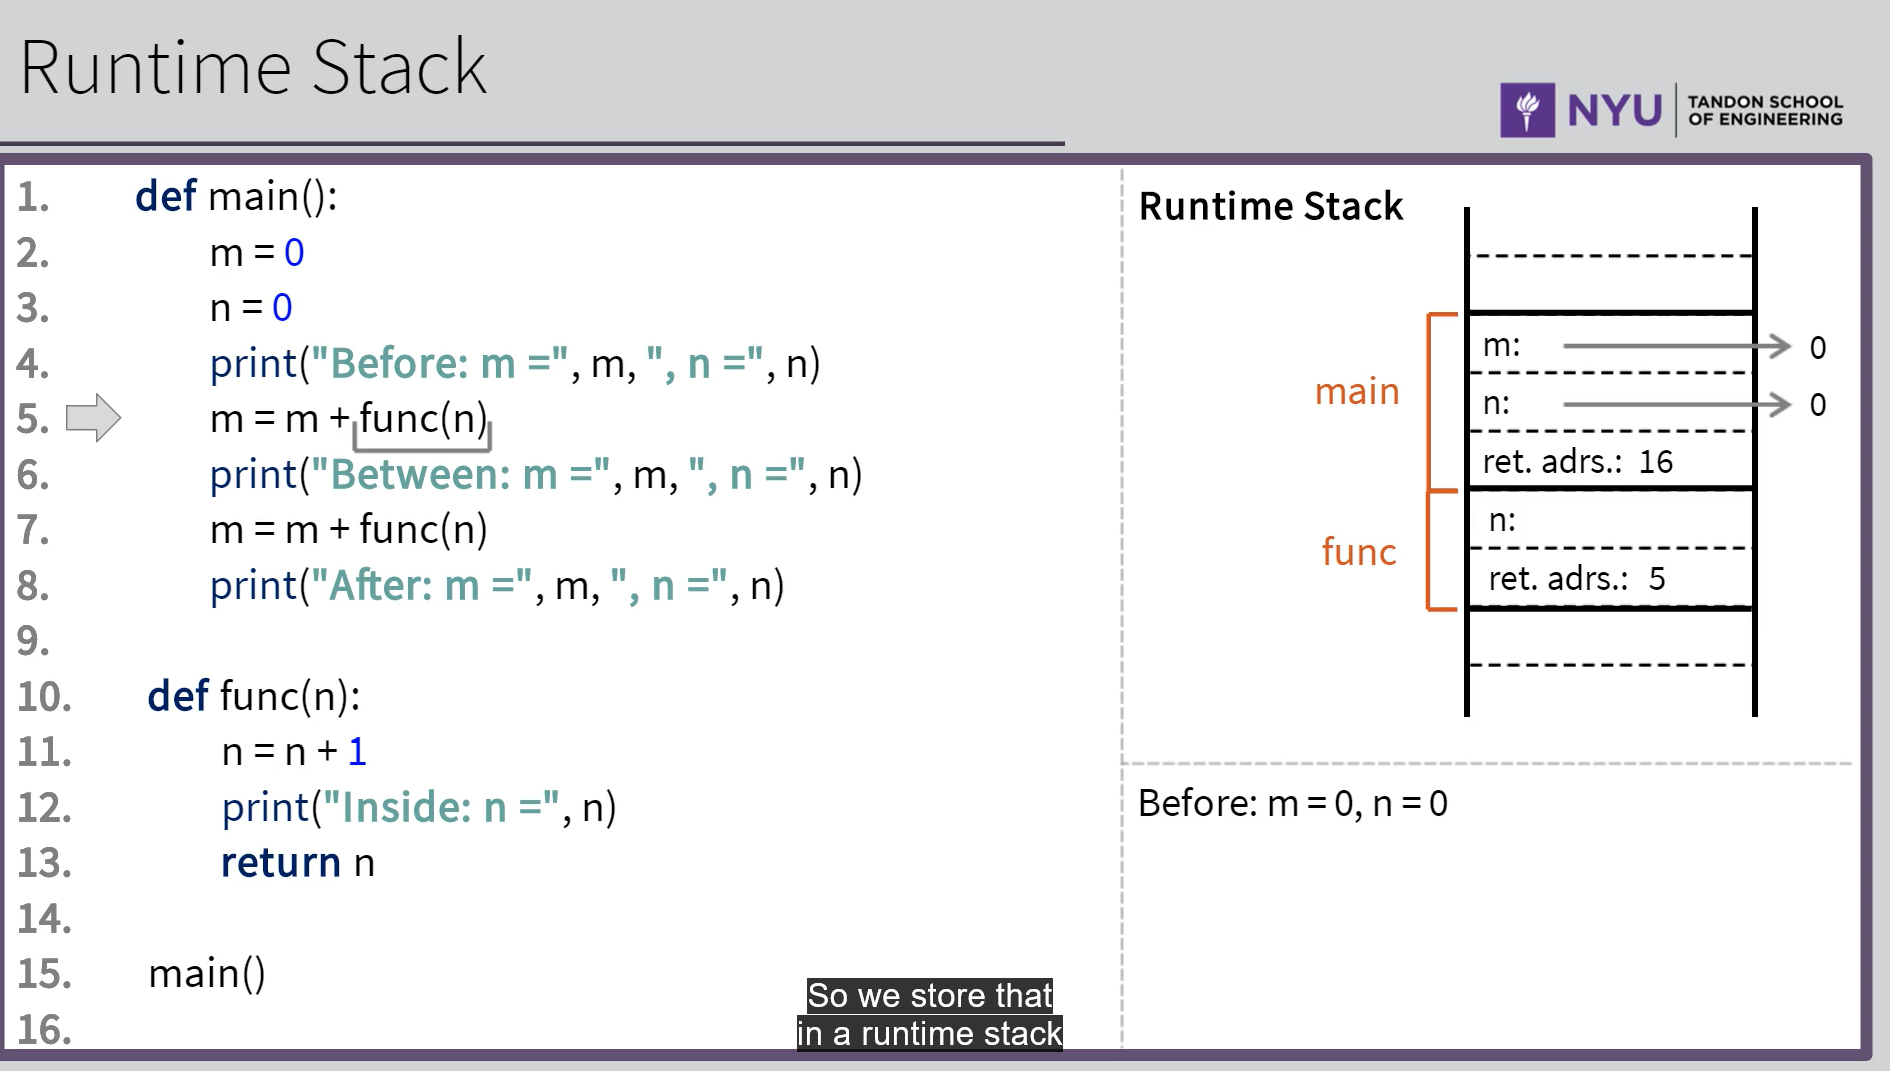 Runtime Stack
NYU
TANDON SCHOOL
OF ENGINEERING
1. def main():
2. m = 0
3. n = 0
4. print("Before: m =", m, ", n =", n)
5. m = m + func(n)
6. print("Between: m =", m, ", n =", n)
7. m = m + func(n)
8. print("After: m =", m, ", n =", n)
9.
10. def func(n):
11. n = n + 1
12. print("Inside: n =", n)
13. return n
14.
15. main()
16.
Runtime Stack
main
m: 0
n: 0
ret. adrs.: 16
func
n:
ret. adrs.: 5
Before: m = 0, n = 0
So we store that
in a runtime stack